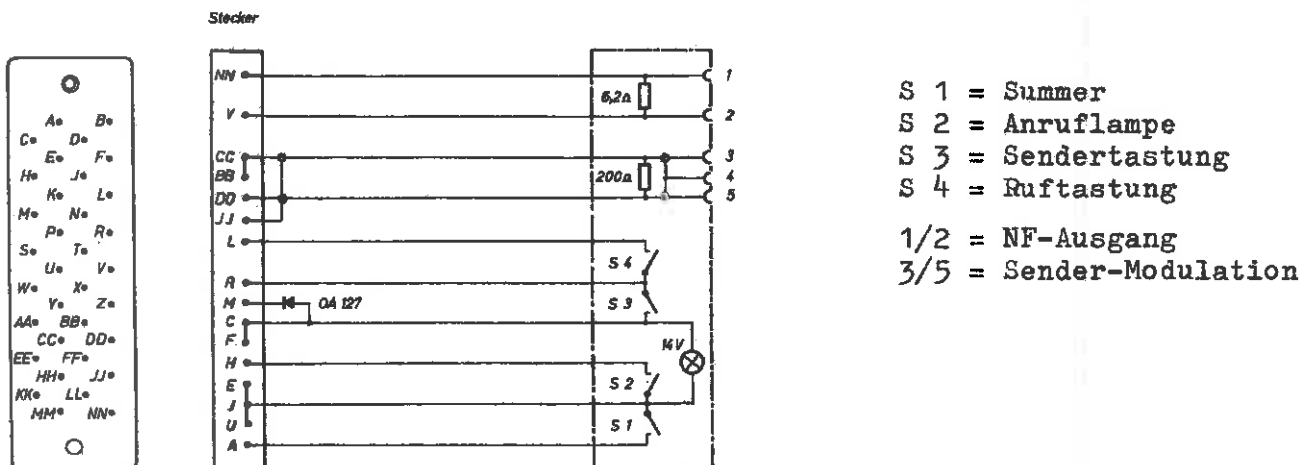 Stecker
A B
C D
E F
H J
K L
M N
P R
S T
U V
W X
Y Z
AA BB
CC DD
EE FF
HH JJ
KK LL
MM NN
NN
V
CC
BB
DD
JJ
L
R
M
C
F
H
E
J
U
A
OA 127
6,2Ω
200Ω
S 4
S 3
14V
S 2
S 1
1
2
3
4
5
S 1 = Summer
S 2 = Anruflampe
S 3 = Sendertastung
S 4 = Ruftastung
1/2 = NF-Ausgang
3/5 = Sender-Modulation